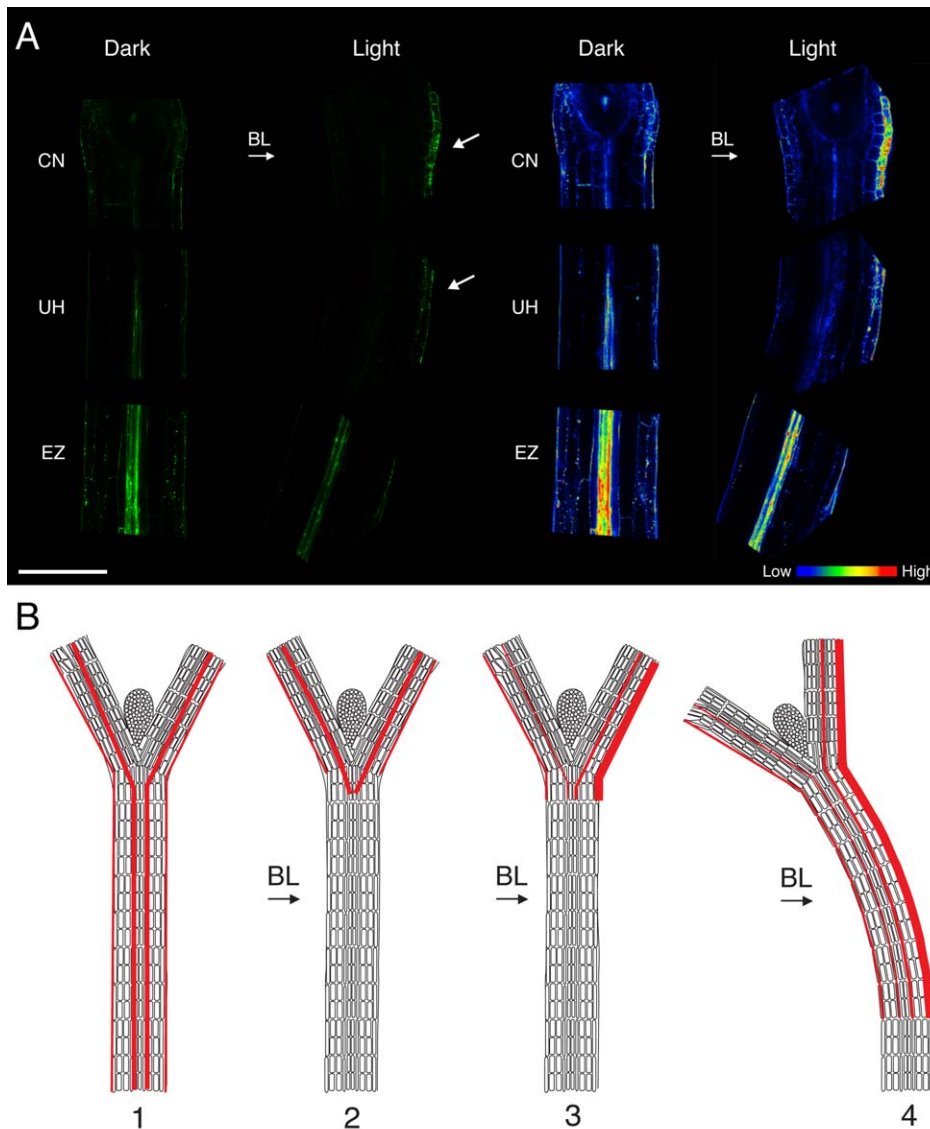 A
Dark Light Dark Light
CN BL CN BL
UH UH
EZ EZ
Low High
B
BL BL BL
1 2 3 4